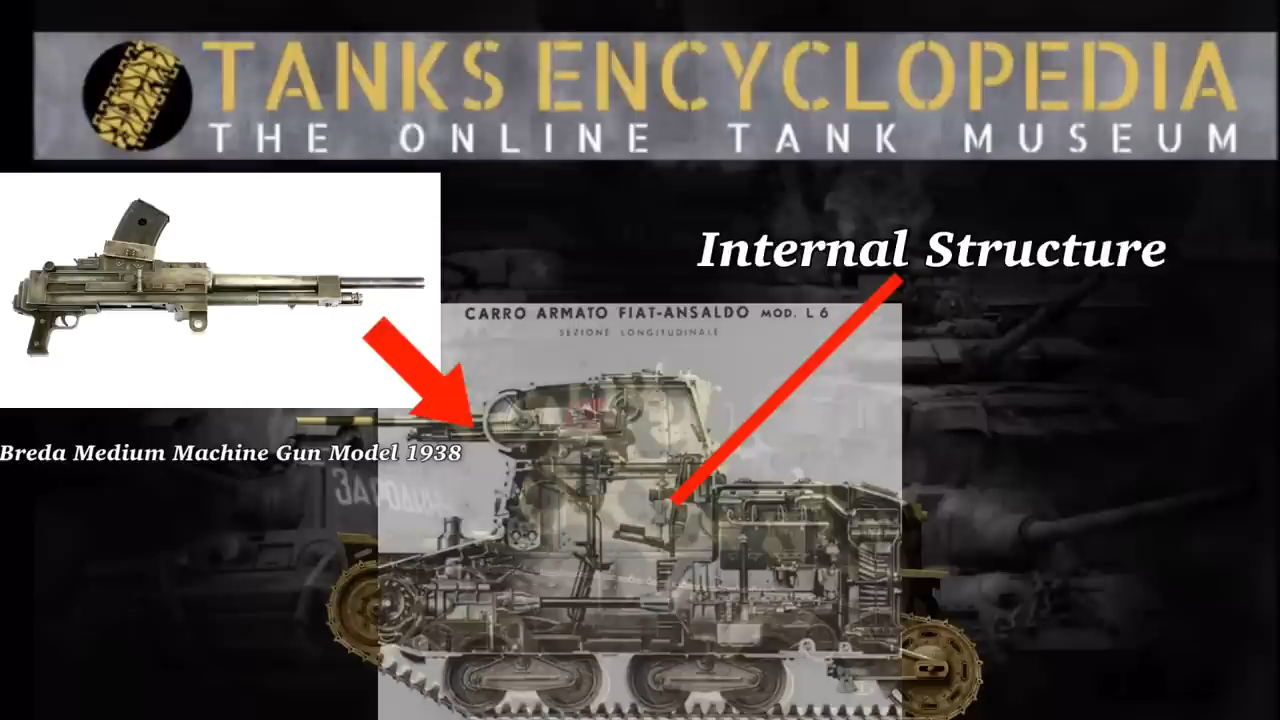 TANKS ENCYCLOPEDIA
THE ONLINE TANK MUSEUM
Internal Structure
CARRO ARMATO FIAT-ANSALDO MOD. L 6
SEZIONE LONGITUDINALE
Breda Medium Machine Gun Model 1938